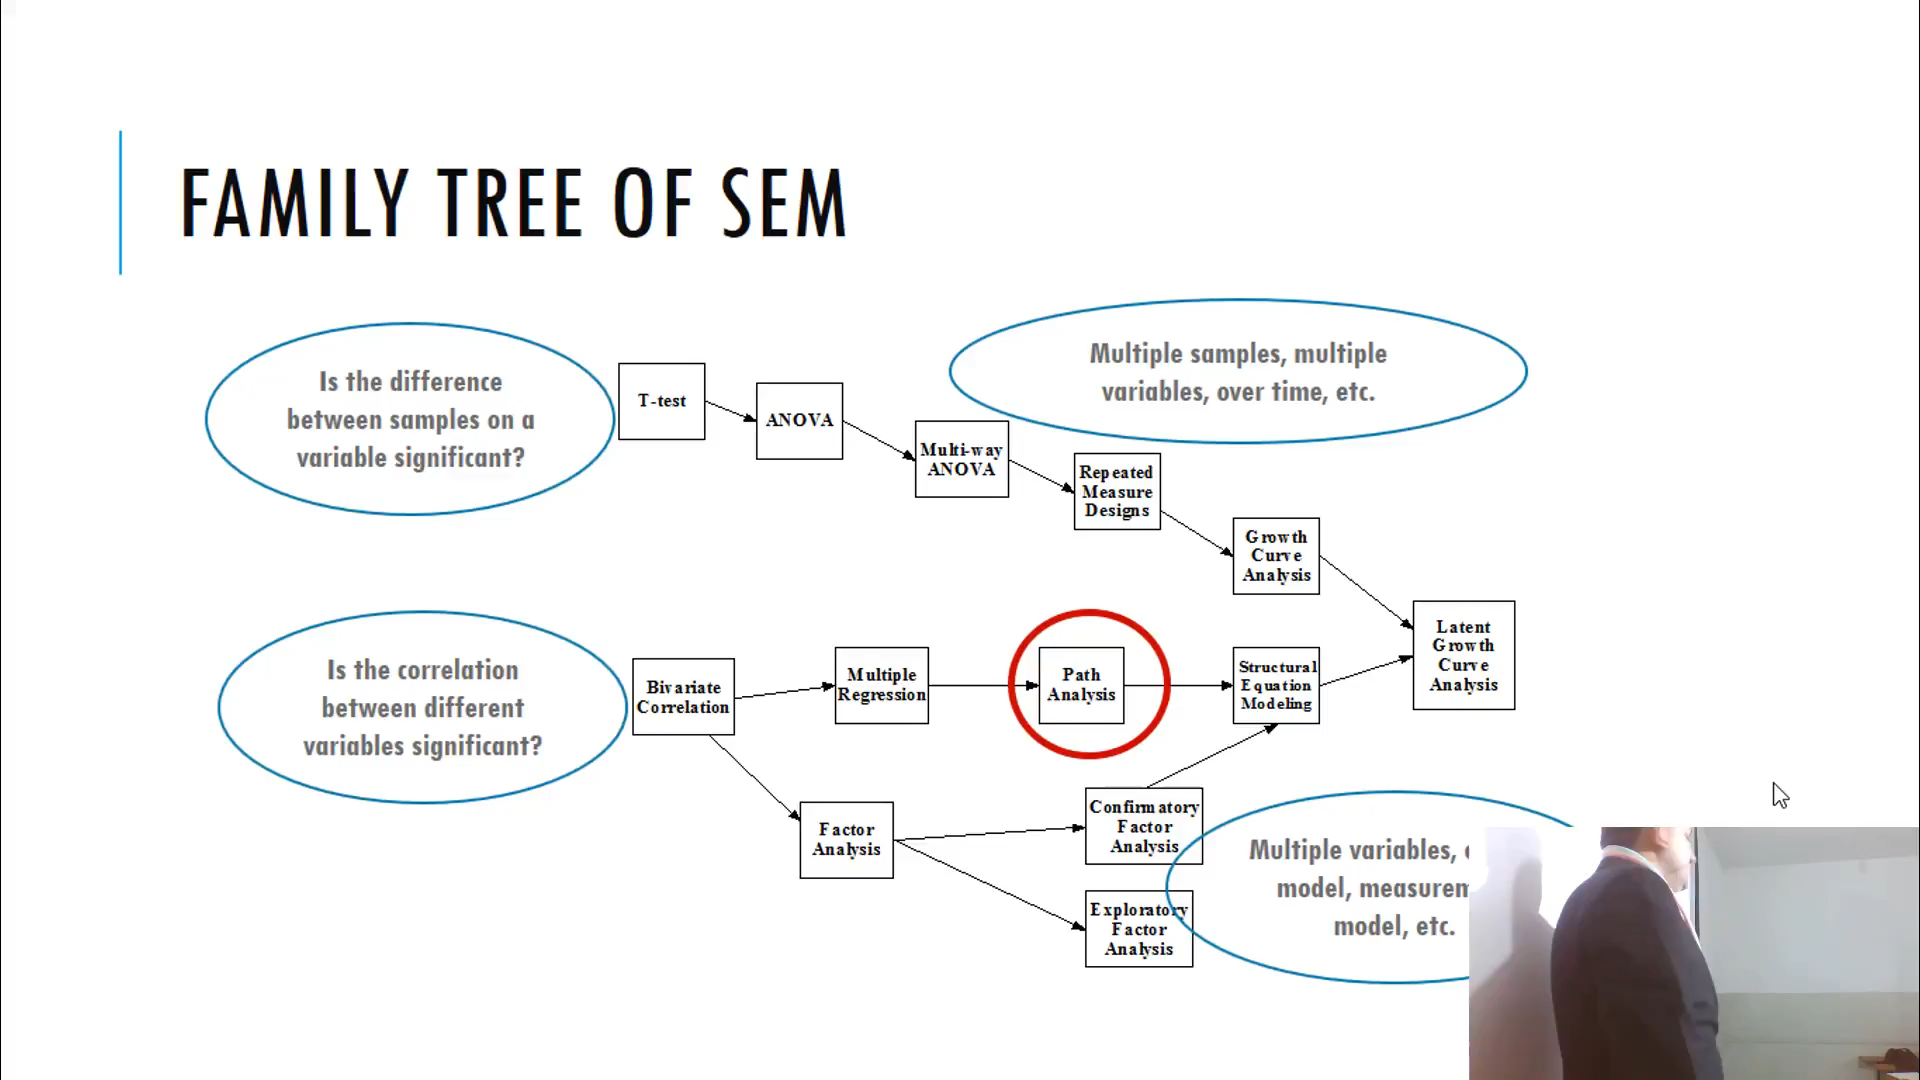 FAMILY TREE OF SEM
Is the difference
between samples on a
variable significant?
T-test
ANOVA
Multi-way
ANOVA
Multiple samples, multiple
variables, over time, etc.
Repeated
Measure
Designs
Growth
Curve
Analysis
Latent
Growth
Curve
Analysis
Is the correlation
between different
variables significant?
Bivariate
Correlation
Multiple
Regression
Path
Analysis
Structural
Equation
Modeling
Factor
Analysis
Confirmatory
Factor
Analysis
Exploratory
Factor
Analysis
Multiple variables,
model,
model, etc.